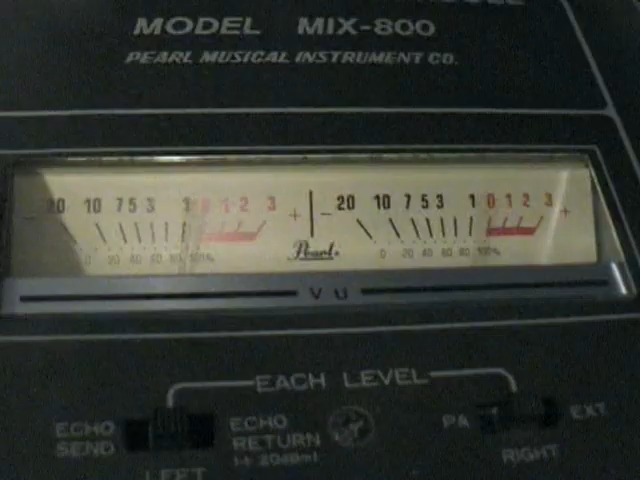 MODEL MIX-800
PEARL MUSICAL INSTRUMENT CO.
- 20 10 7 5 3 1 0 1 2 3 + - 20 10 7 5 3 1 0 1 2 3 +
0 20 40 60 80 100% 0 20 40 60 80 100%
Pearl.
VU
EACH LEVEL
ECHO SEND ECHO RETURN PA EXT
LEFT RIGHT